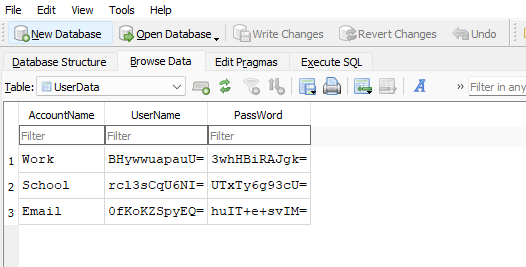 File Edit View Tools Help
New Database Open Database Write Changes Revert Changes Undo
Database Structure Browse Data Edit Pragmas Execute SQL
Table: UserData A » Filter in any
AccountName UserName PassWord
Filter Filter Filter
1 Work BHywwuapauU= 3whHBiRAJgk=
2 School rcl3sCqU6NI= UTxTy6g93cU=
3 Email 0fKoKZSpyEQ= huIT+e+svIM=